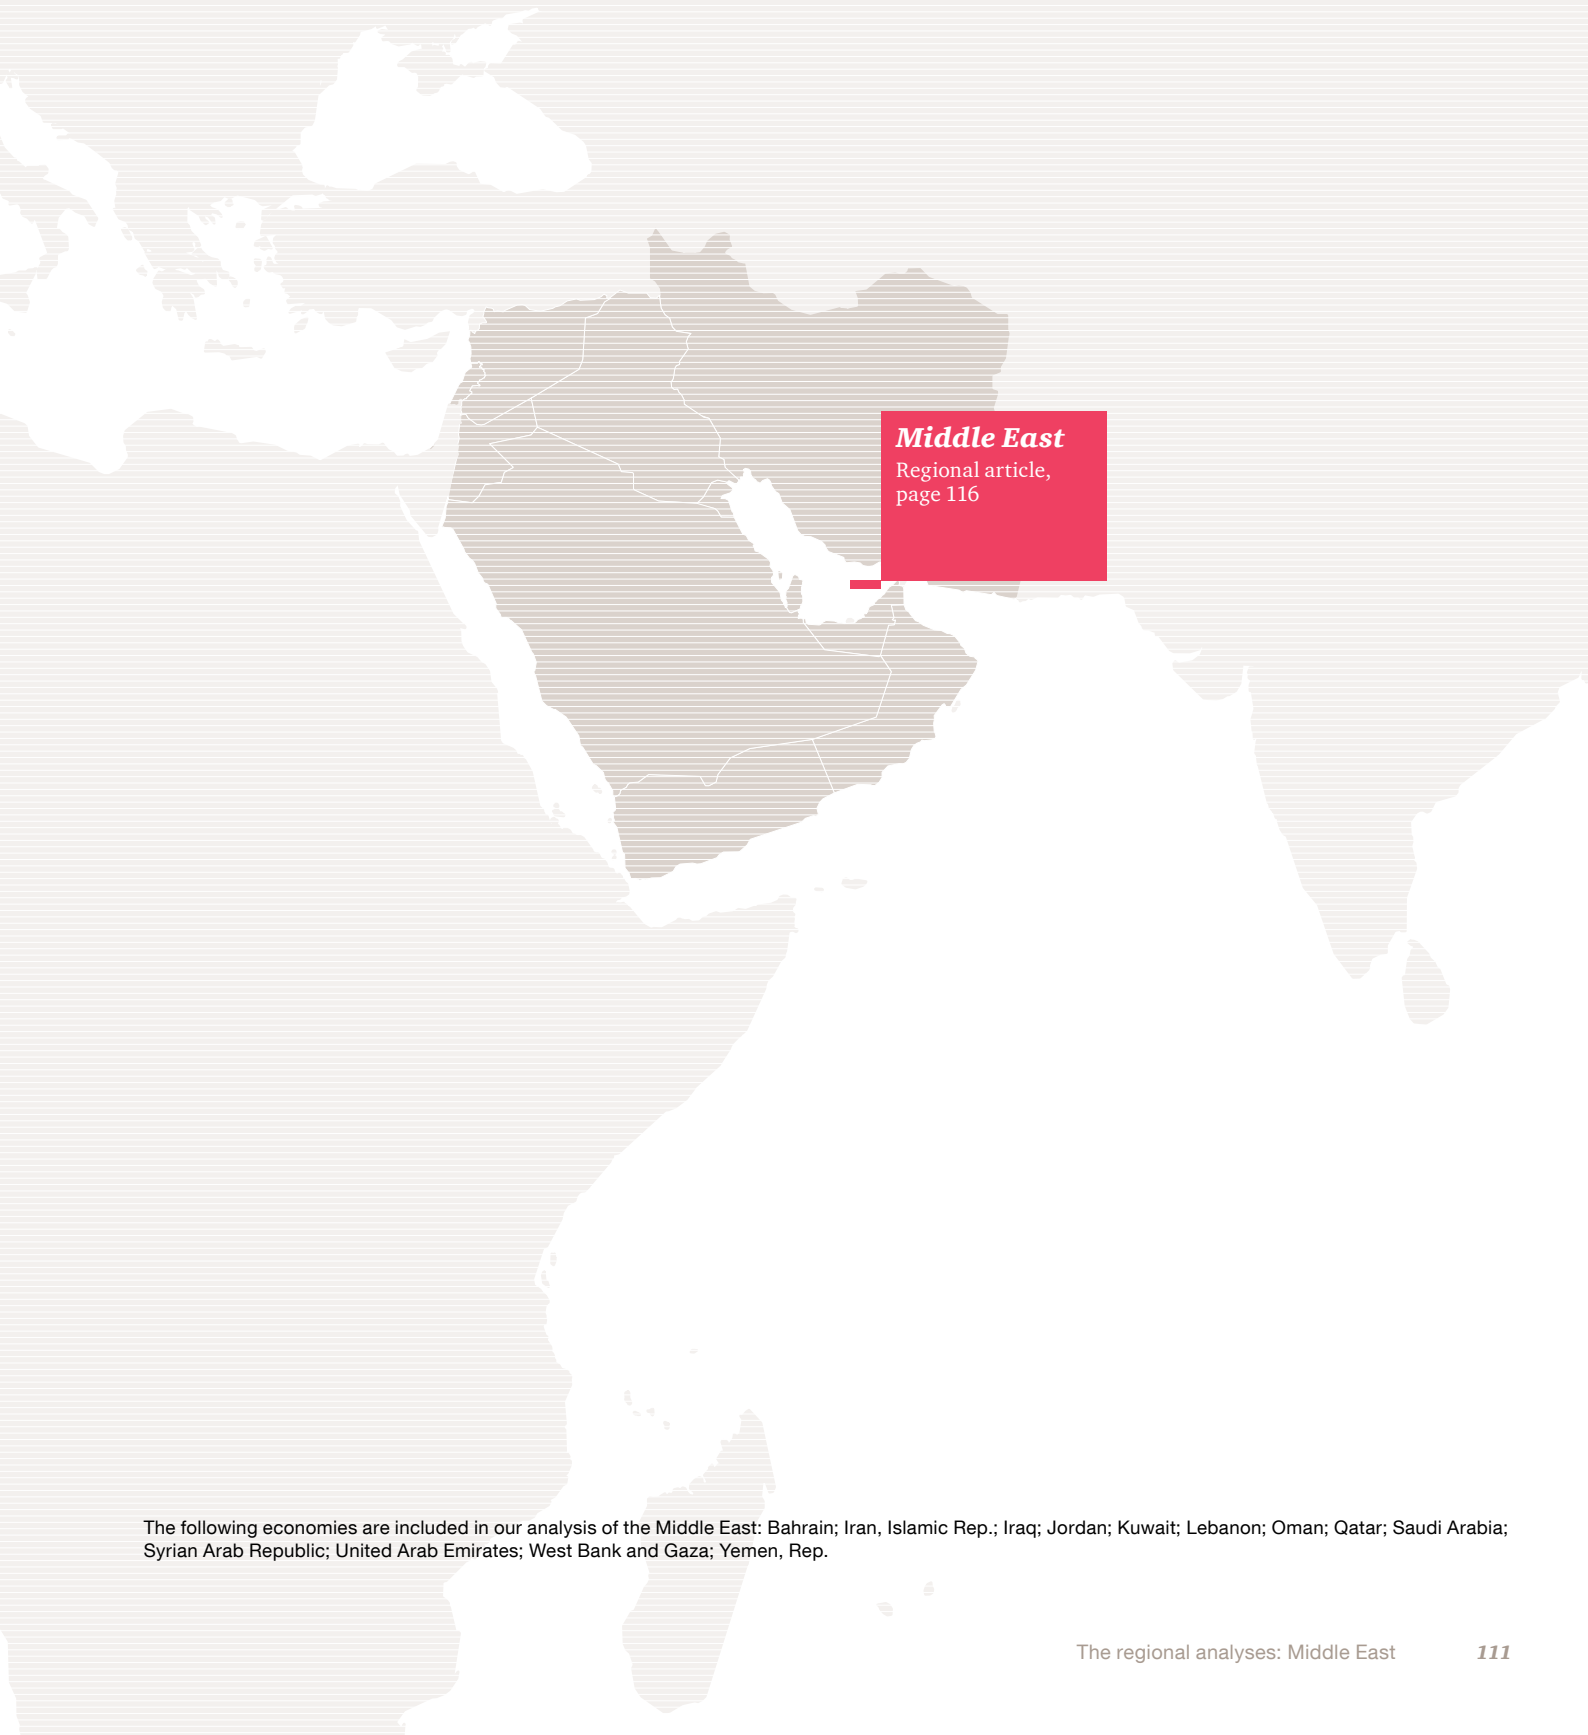 Middle East
Regional article,
page 116
The following economies are included in our analysis of the Middle East: Bahrain; Iran, Islamic Rep.; Iraq; Jordan; Kuwait; Lebanon; Oman; Qatar; Saudi Arabia;
Syrian Arab Republic; United Arab Emirates; West Bank and Gaza; Yemen, Rep.
The regional analyses: Middle East 111